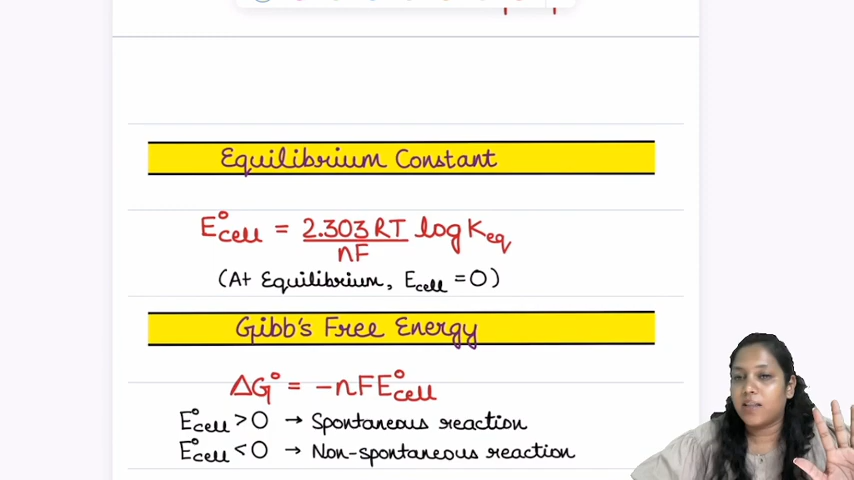 Equilibrium Constant
E°cell = 2.303 RT / nF log Keq
(At Equilibrium, Ecell = 0)
Gibb's Free Energy
ΔG° = -nFE°cell
E°cell > 0 → Spontaneous reaction
E°cell < 0 → Non-spontaneous reaction